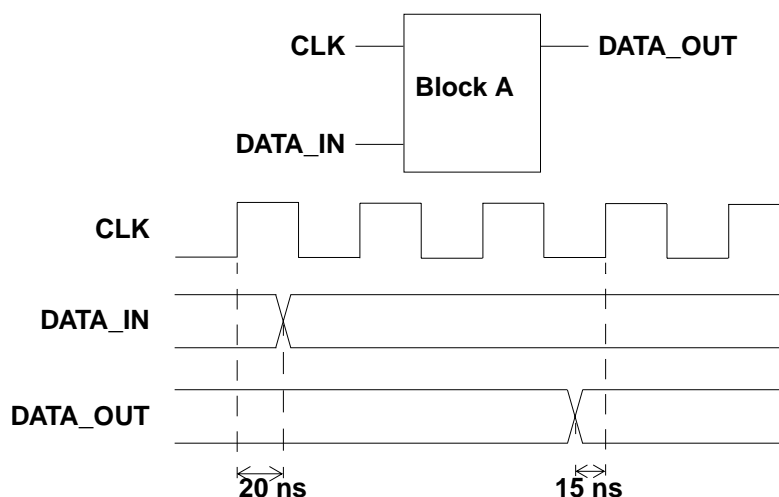 CLK
DATA_OUT
Block A
DATA_IN
CLK
DATA_IN
DATA_OUT
20 ns
15 ns